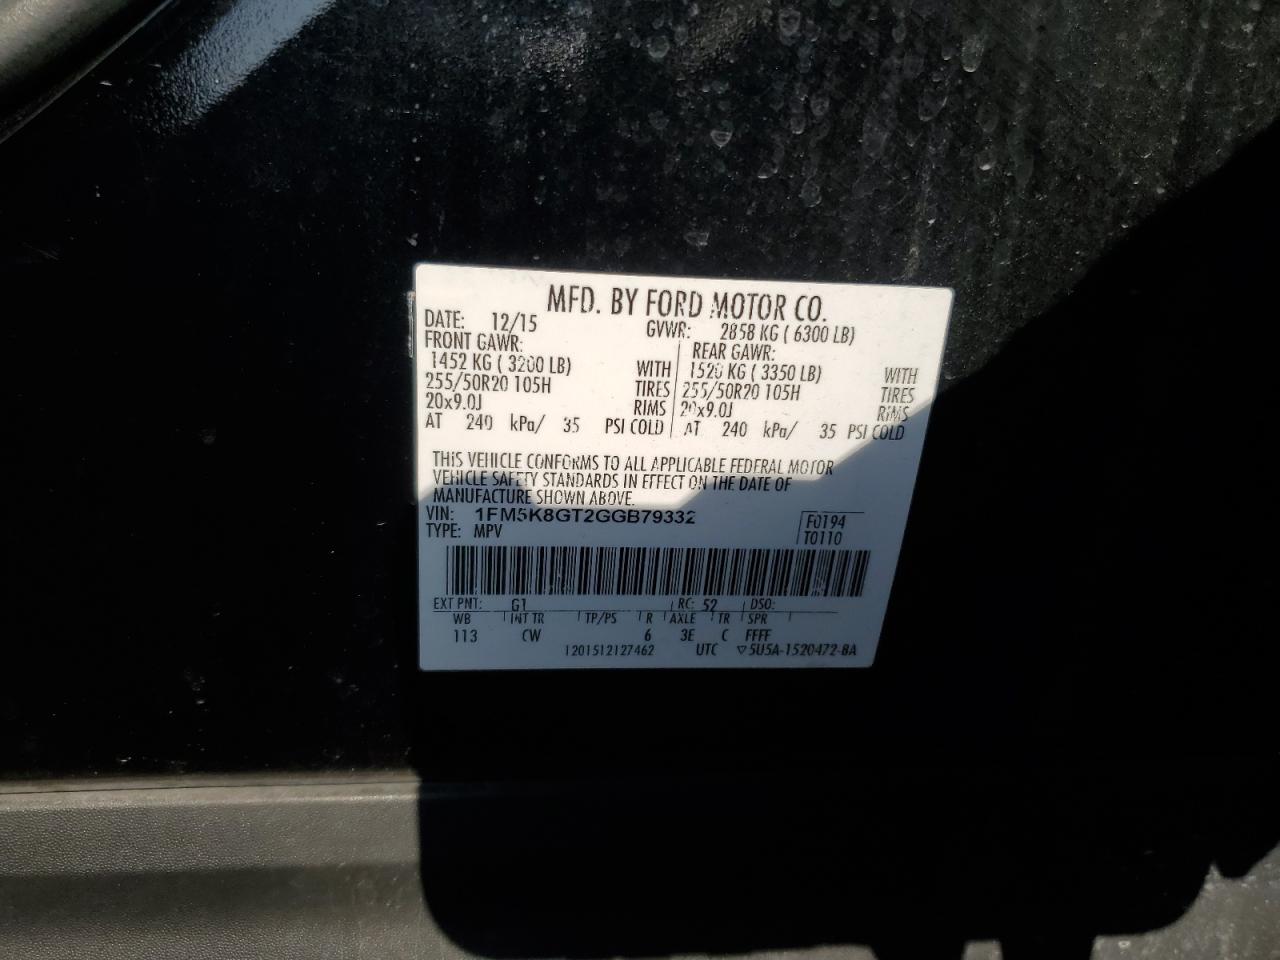 MFD. BY FORD MOTOR CO.
DATE: 12/15 GVWR: 2858 KG ( 6300 LB)
FRONT GAWR: REAR GAWR:
1452 KG ( 3200 LB) WITH 1520 KG ( 3350 LB) WITH
255/50R20 105H TIRES 255/50R20 105H TIRES
20x9.0J RIMS 20x9.0J RIMS
AT 240 kPa/ 35 PSI COLD AT 240 kPa/ 35 PSI COLD
THIS VEHICLE CONFORMS TO ALL APPLICABLE FEDERAL MOTOR
VEHICLE SAFETY STANDARDS IN EFFECT ON THE DATE OF
MANUFACTURE SHOWN ABOVE.
VIN: 1FM5K8GT2GGB79332 F0194
TYPE: MPV T0110
EXT PNT: G1 RC: 52 DSO:
WB INT TR TP/PS R AXLE TR SPR
113 CW 6 3E C FFFF
1201512127462 UTC ▽5U5A-1520472-BA